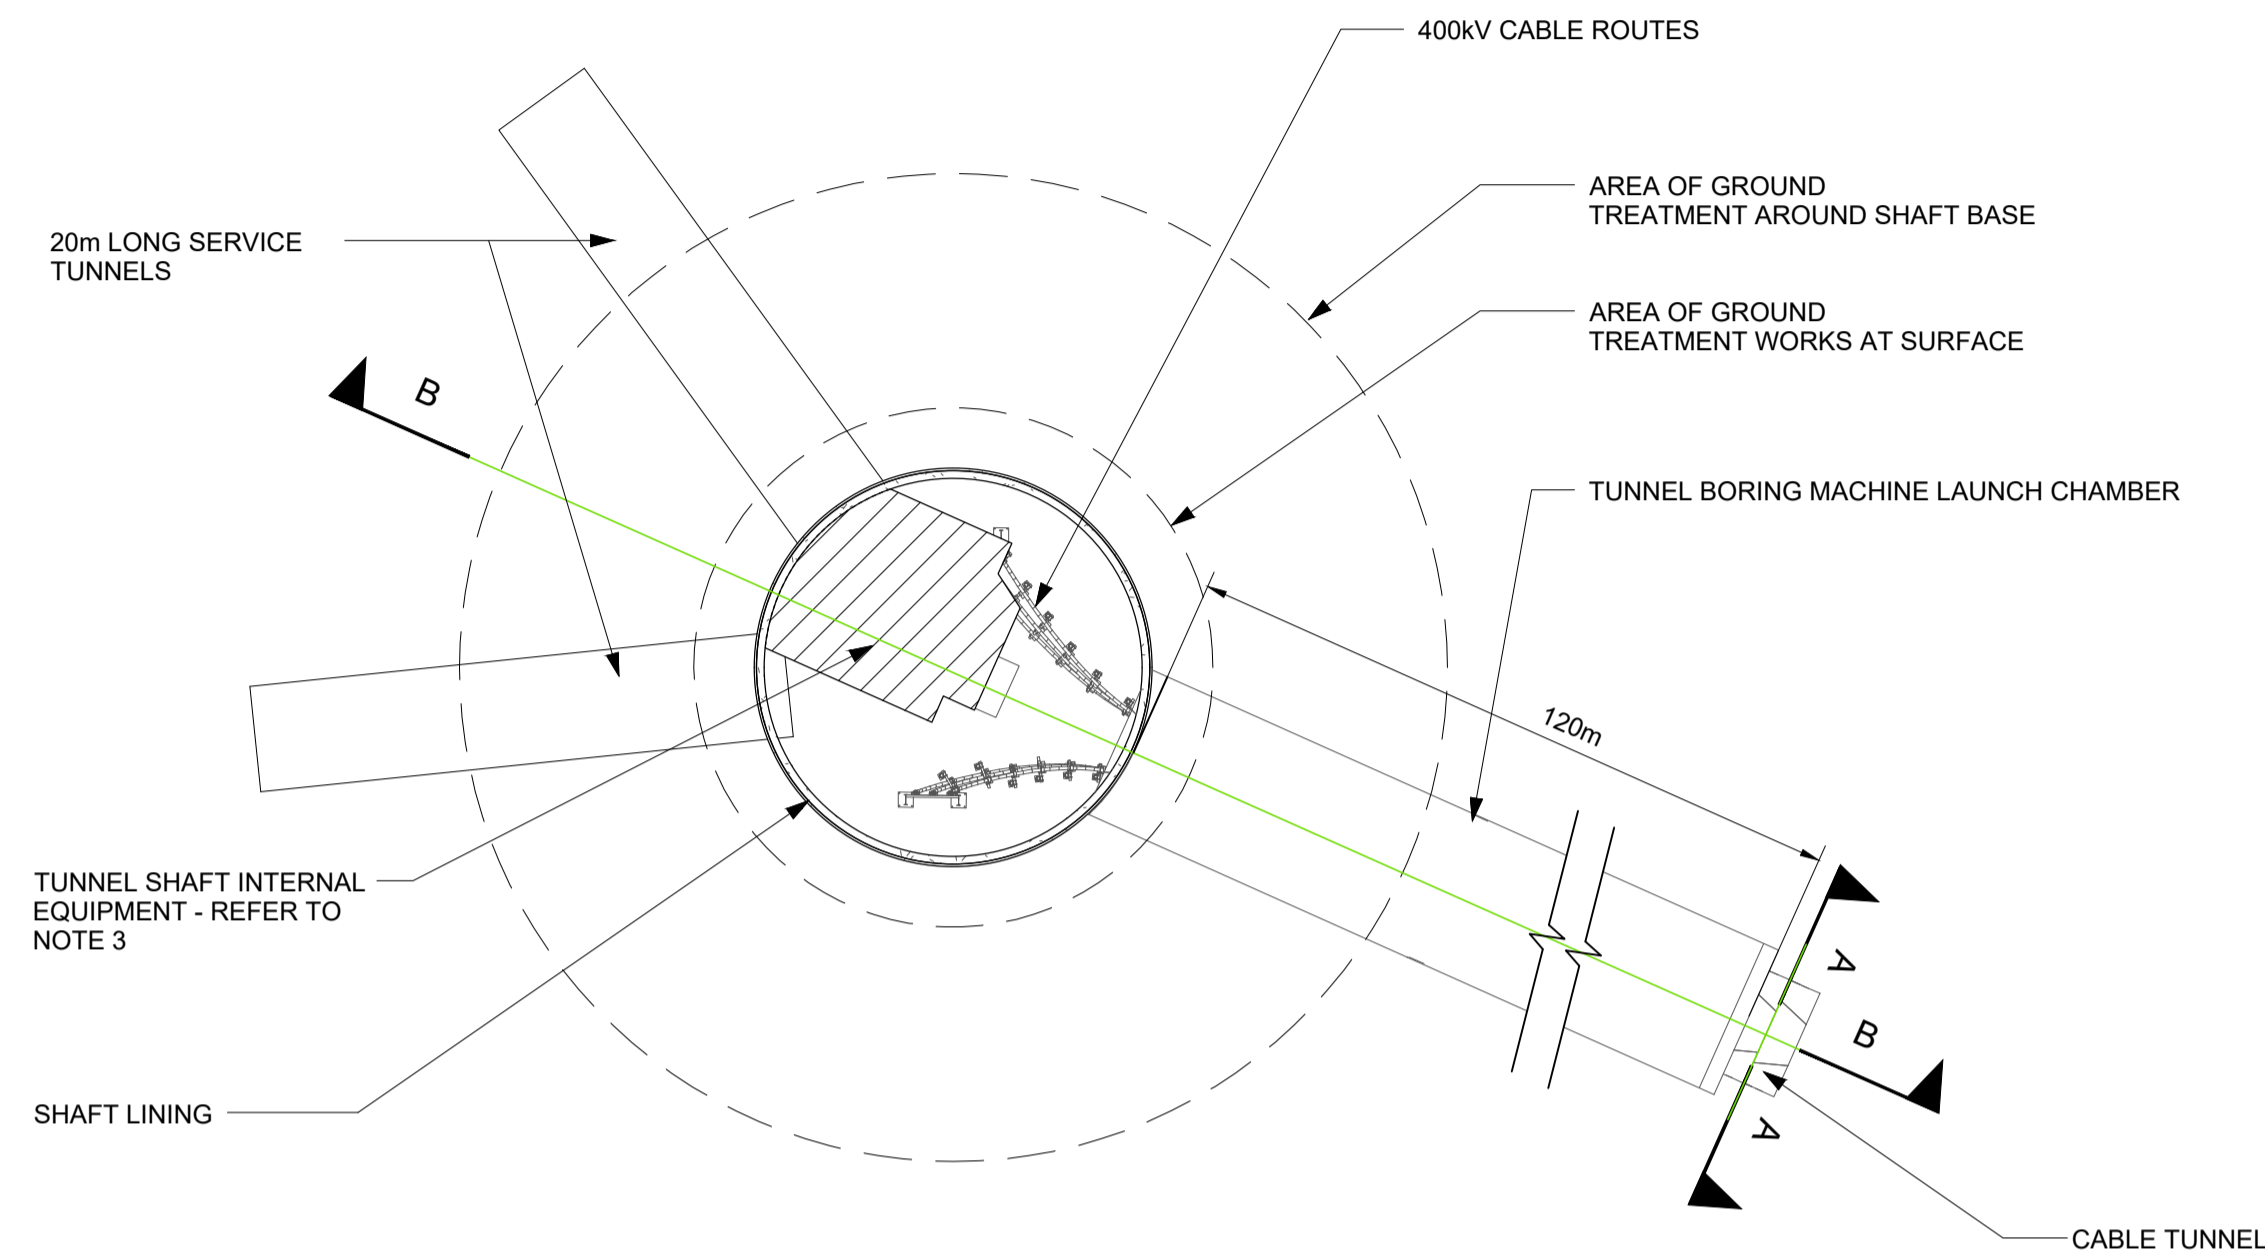 400kV CABLE ROUTES
AREA OF GROUND
TREATMENT AROUND SHAFT BASE
20m LONG SERVICE
TUNNELS
AREA OF GROUND
TREATMENT WORKS AT SURFACE
B
TUNNEL BORING MACHINE LAUNCH CHAMBER
120m
TUNNEL SHAFT INTERNAL
EQUIPMENT - REFER TO
NOTE 3
A
B
SHAFT LINING
A
CABLE TUNNEL